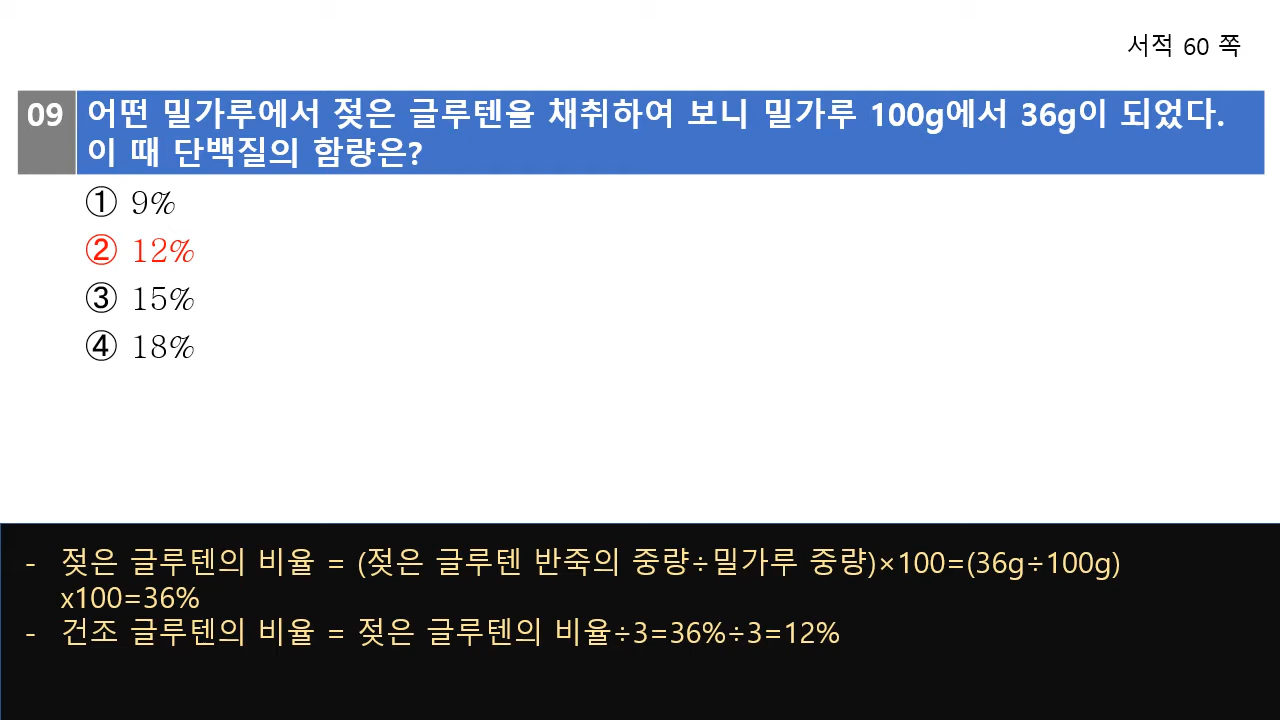 서적 60 쪽
09 어떤 밀가루에서 젖은 글루텐을 채취하여 보니 밀가루 100g에서 36g이 되었다.
이 때 단백질의 함량은?
① 9%
② 12%
③ 15%
④ 18%
- 젖은 글루텐의 비율 = (젖은 글루텐 반죽의 중량÷밀가루 중량)×100=(36g÷100g)
x100=36%
- 건조 글루텐의 비율 = 젖은 글루텐의 비율÷3=36%÷3=12%